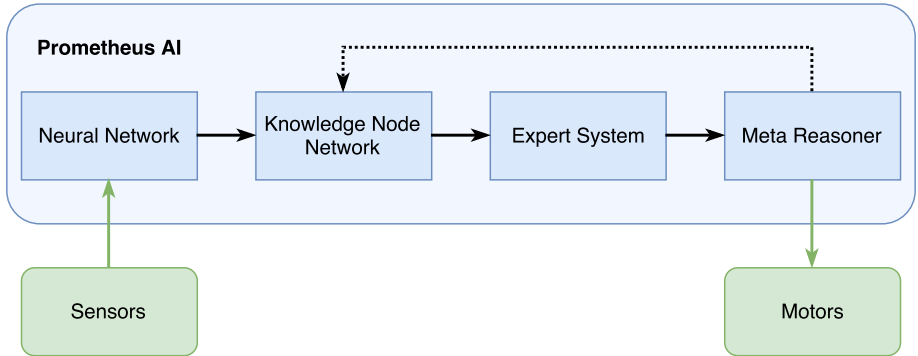 Prometheus AI
Neural Network
Knowledge Node
Network
Expert System
Meta Reasoner
Sensors
Motors